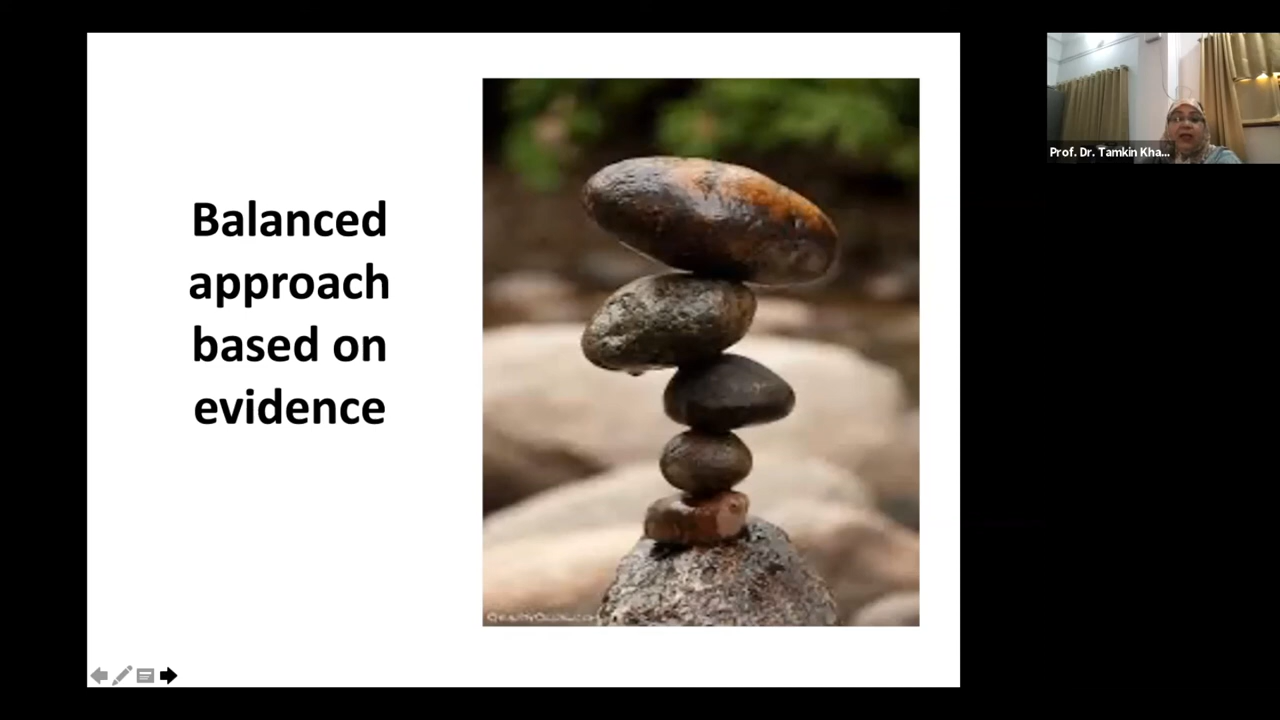 Balanced
approach
based on
evidence
Prof. Dr. Tamkin Kha...